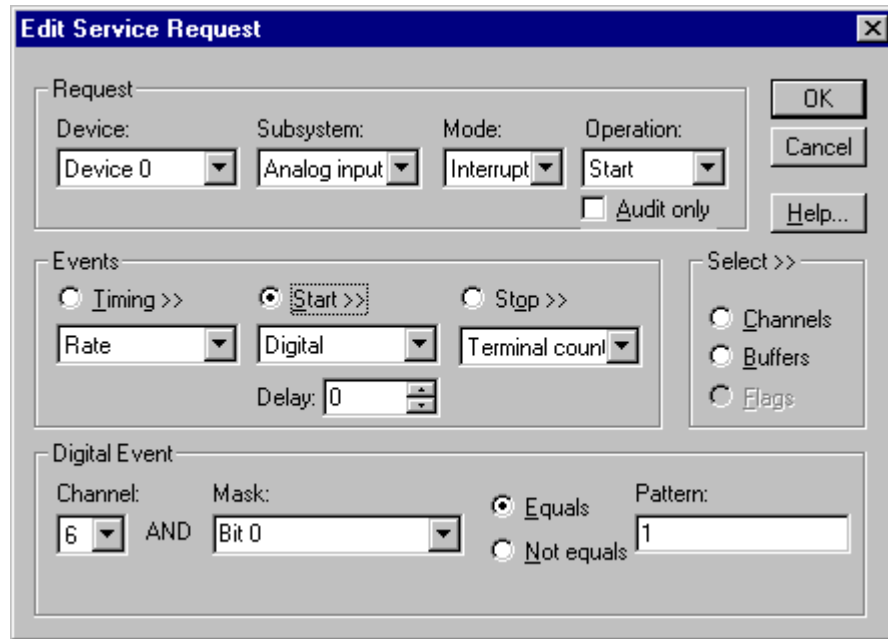 Edit Service Request
Request
Device: Subsystem: Mode: Operation:
Device 0 Analog input Interrupt Start
Audit only
OK
Cancel
Help...
Events
Timing >> Start >> Stop >>
Rate Digital Terminal count
Delay: 0
Select >>
Channels
Buffers
Flags
Digital Event
Channel: Mask: Pattern:
6 AND Bit 0 Equals 1
Not equals